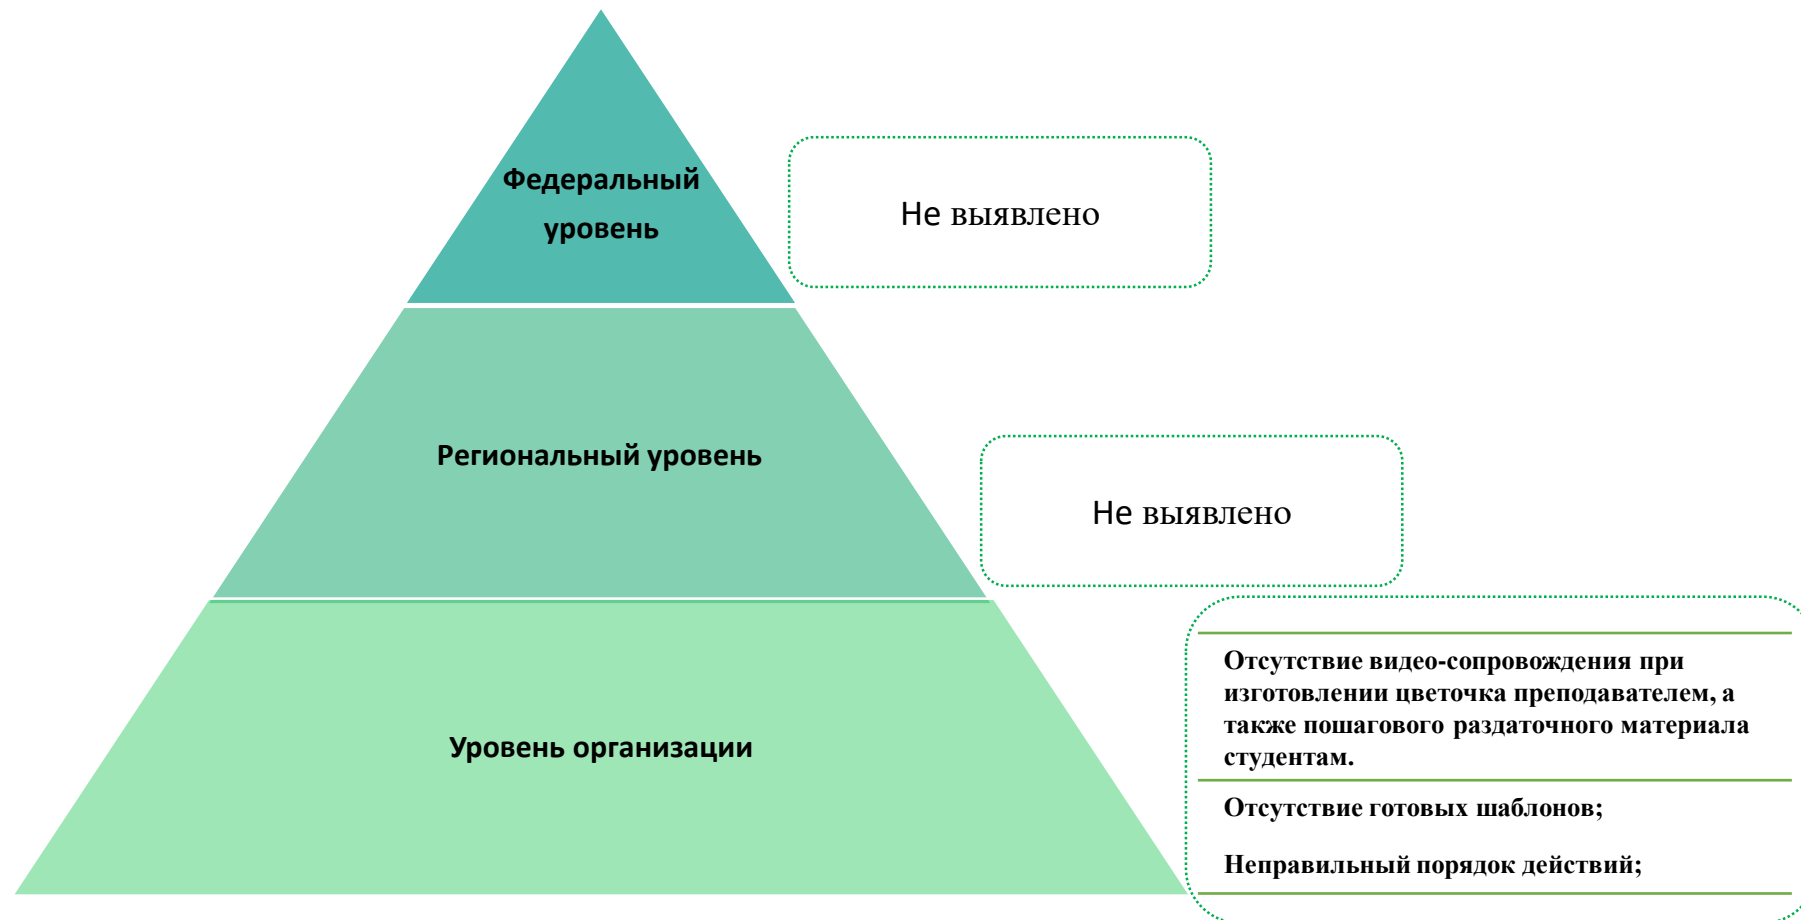 Федеральный
уровень
Не выявлено
Региональный уровень
Не выявлено
Уровень организации
Отсутствие видео-сопровождения при
изготовлении цветочка преподавателем, а
также пошагового раздаточного материала
студентам.
Отсутствие готовых шаблонов;
Неправильный порядок действий;